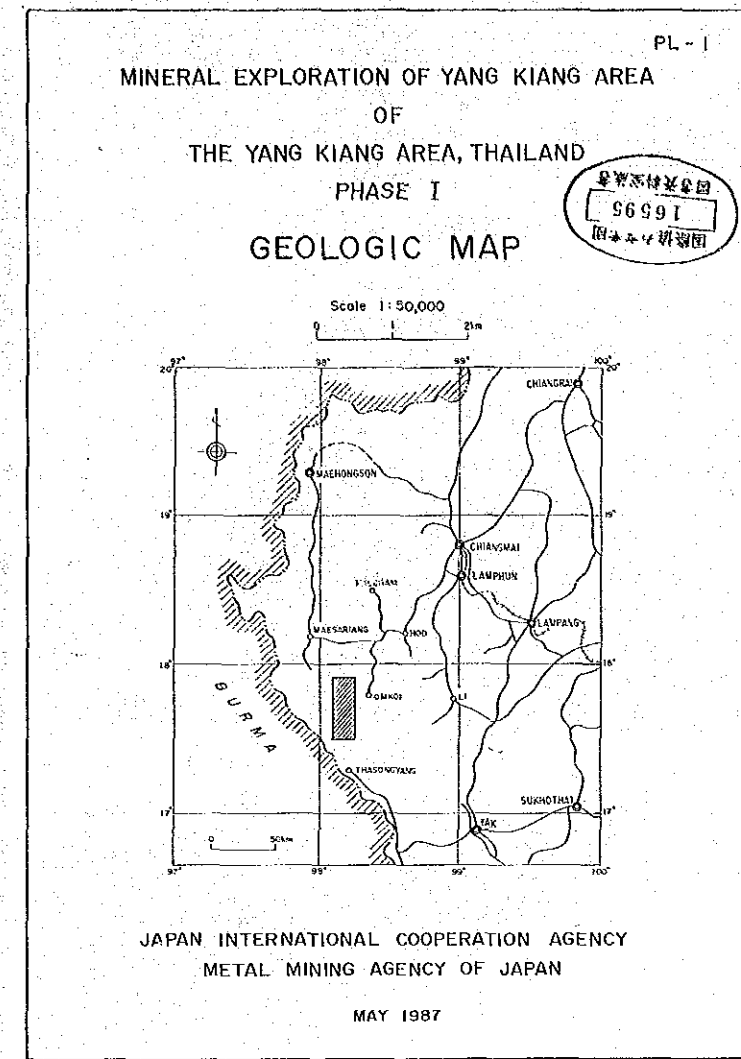 PL-1
MINERAL EXPLORATION OF YANG KIANG AREA
OF
THE YANG KIANG AREA, THAILAND
PHASE I
16595
GEOLOGIC MAP
Scale 1:50,000
0 1 2km
97° 98° 99° 100°
20° 20°
CHIANGRAI
MAEHONGSON
19° 19°
CHIANGMAI
LAMPHUN
MAESARIANG
HOD
LAMPANG
18° 18°
OMKOI
LI
BURMA
THASONGYANG
SUKHOTHAI
17° 17°
TAK
0 50km
97° 98° 99° 100°
JAPAN INTERNATIONAL COOPERATION AGENCY
METAL MINING AGENCY OF JAPAN
MAY 1987